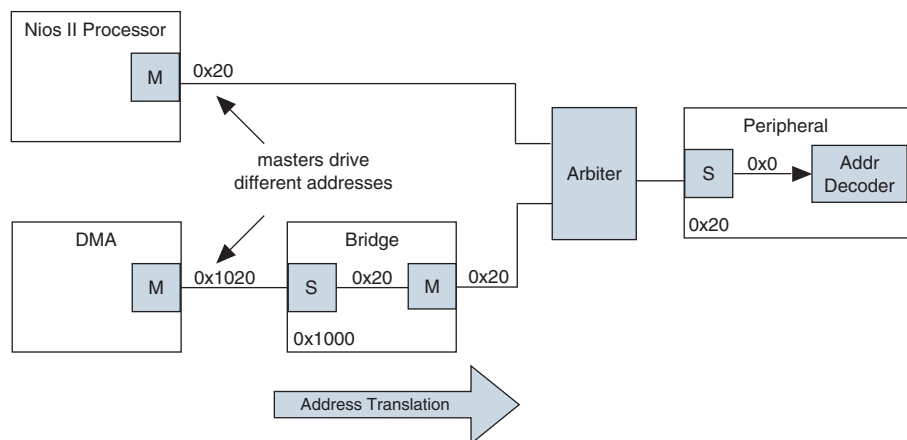 Nios II Processor
M
0x20
masters drive
different addresses
Arbiter
Peripheral
S
0x0
Addr
Decoder
0x20
DMA
M
0x1020
Bridge
S
0x20
M
0x20
0x1000
Address Translation